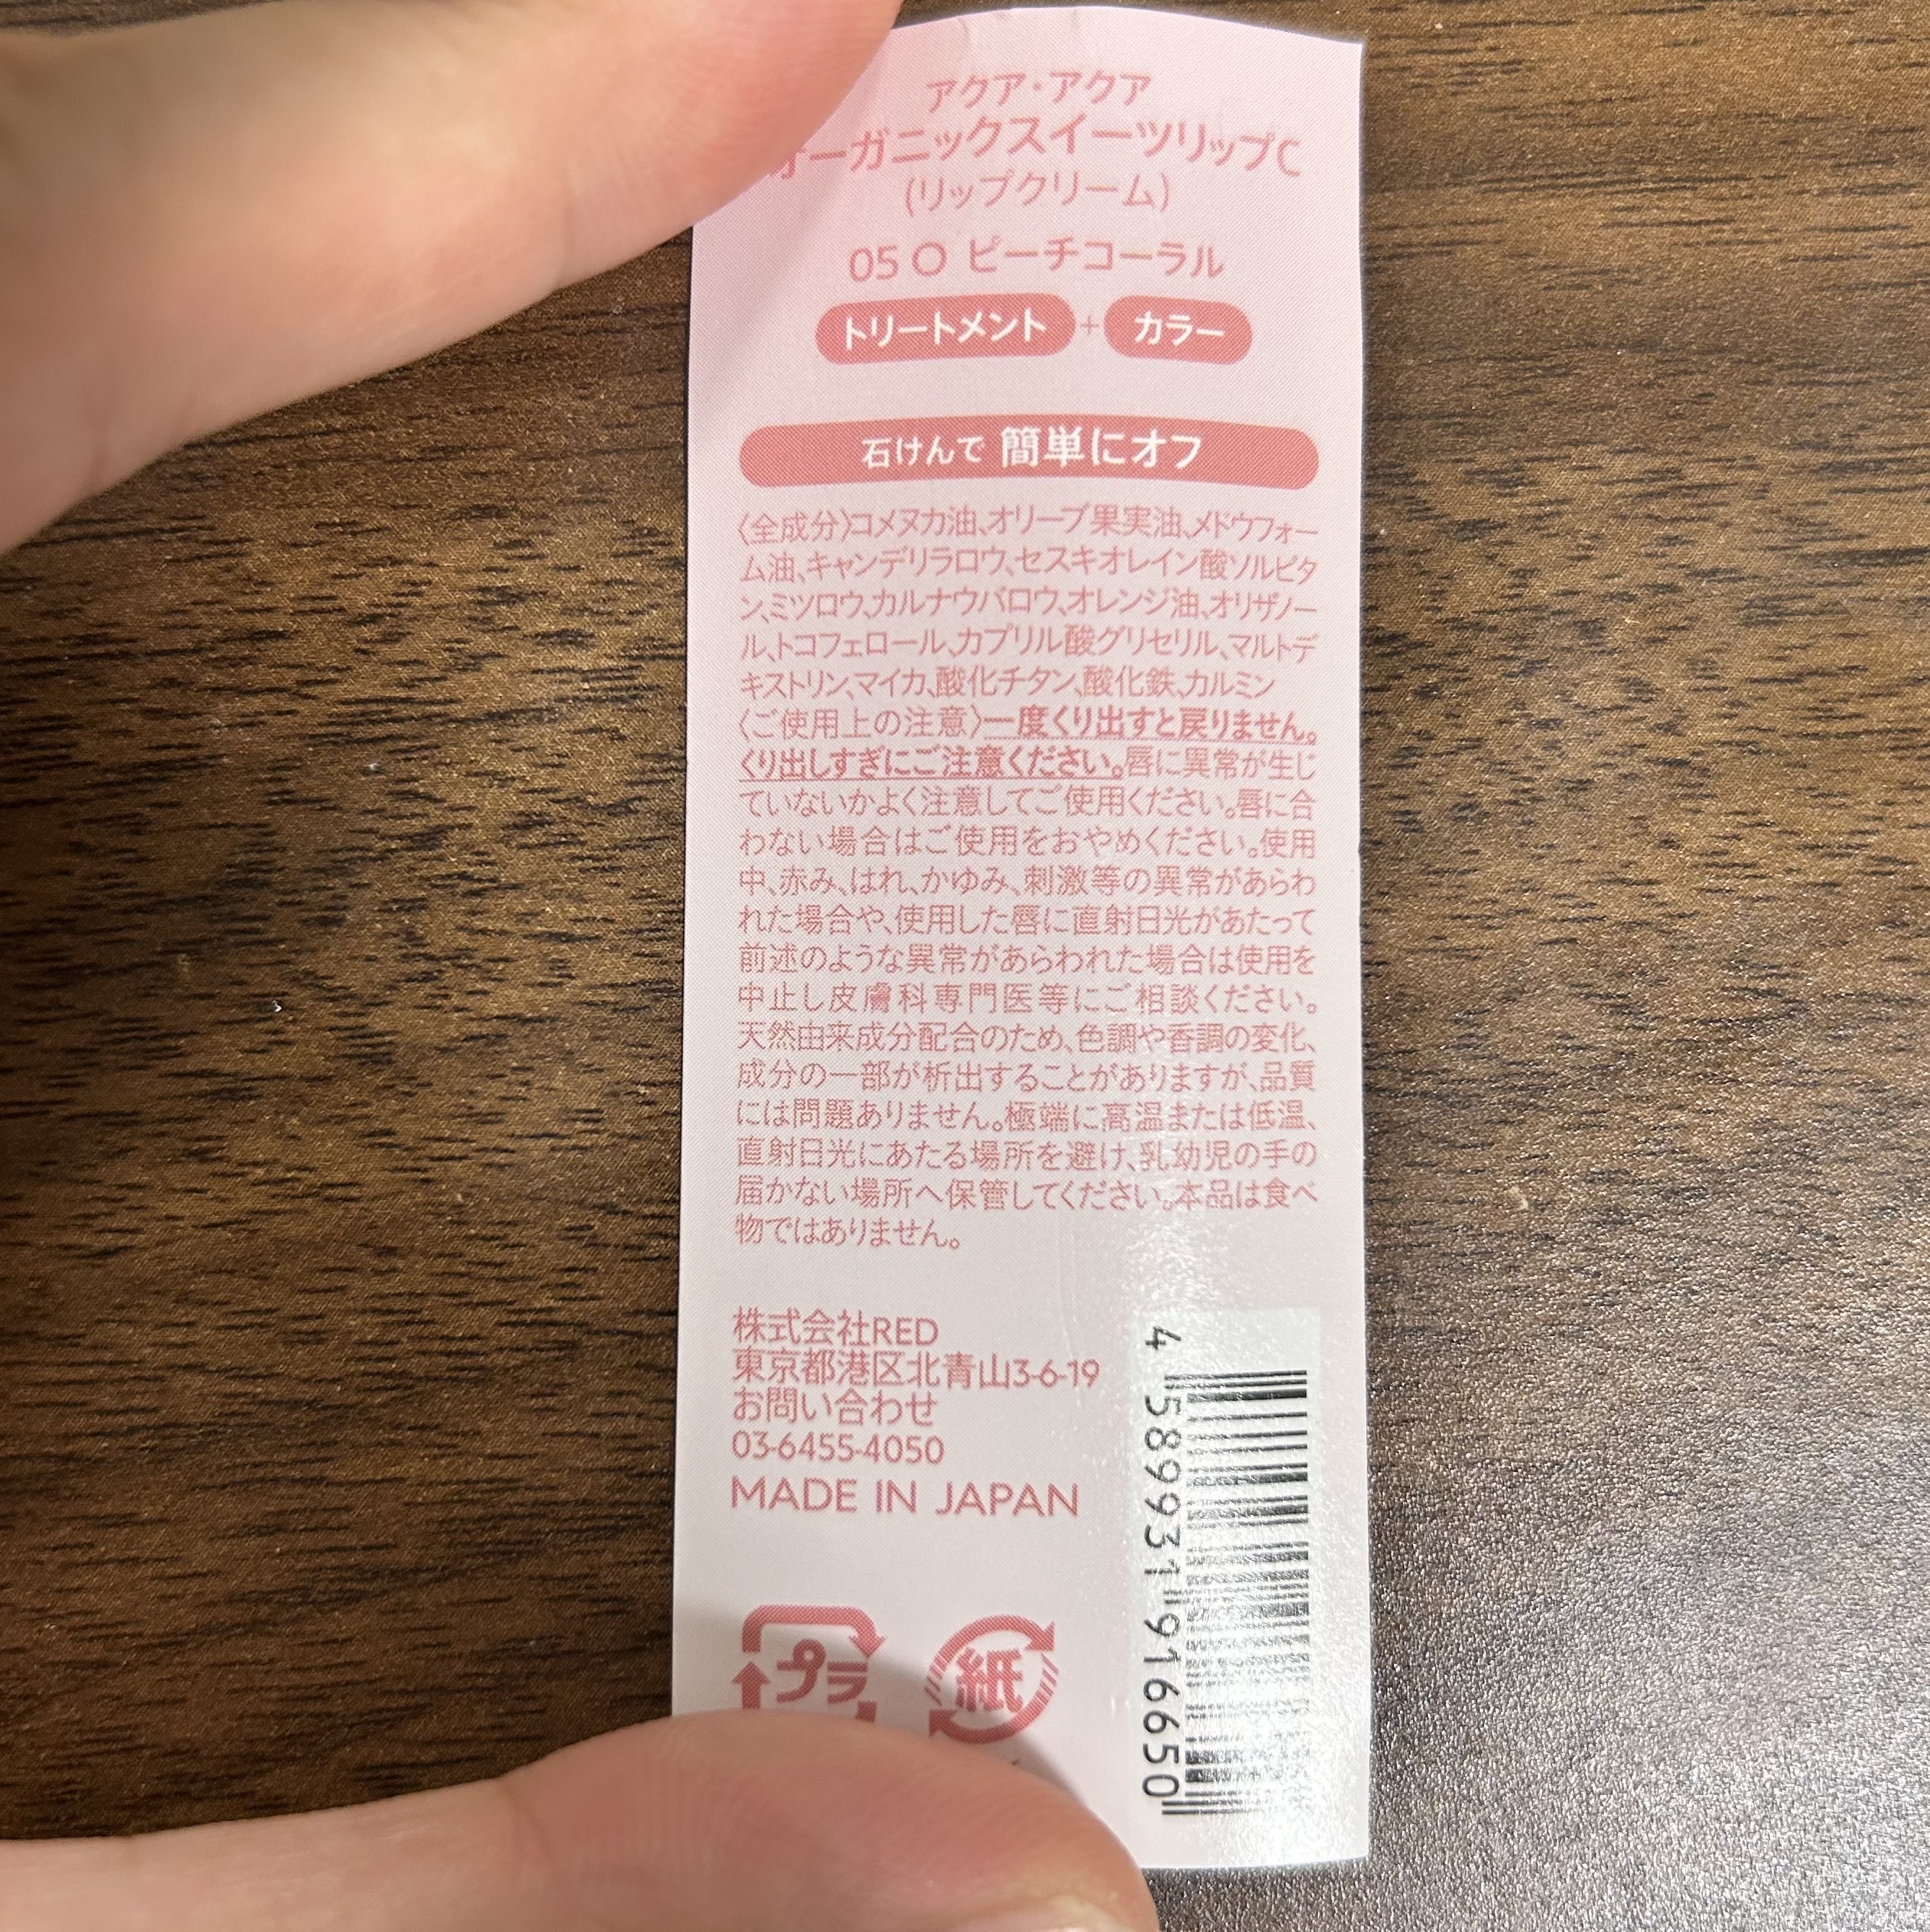 アクア・アクア
オーガニックスイーツリップC
(リップクリーム)
05 ○ ピーチコーラル
トリートメント + カラー
石けんで 簡単にオフ
〈全成分〉コメヌカ油、オリーブ果実油、メドウフォー
ム油、キャンデリラロウ、セスキオレイン酸ソルビタ
ン、ミツロウ、カルナウバロウ、オレンジ油、オリザノー
ル、トコフェロール、カプリル酸グリセリル、マルトデ
キストリン、マイカ、酸化チタン、酸化鉄、カルミン
〈ご使用上の注意〉一度くり出すと戻りません。
くり出しすぎにご注意ください。唇に異常が生じ
ていないかよく注意してご使用ください。唇に合
わない場合はご使用をおやめください。使用
中、赤み、はれ、かゆみ、刺激等の異常があらわ
れた場合や、使用した唇に直射日光があたって
前述のような異常があらわれた場合は使用を
中止し皮膚科専門医等にご相談ください。
天然由来成分配合のため、色調や香調の変化、
成分の一部が析出することがありますが、品質
には問題ありません。極端に高温または低温、
直射日光にあたる場所を避け、乳幼児の手の
届かない場所へ保管してください。本品は食べ
物ではありません。
株式会社RED
東京都港区北青山3-6-19
お問い合わせ
03-6455-4050
MADE IN JAPAN
プラ
紙
4 589931 916650